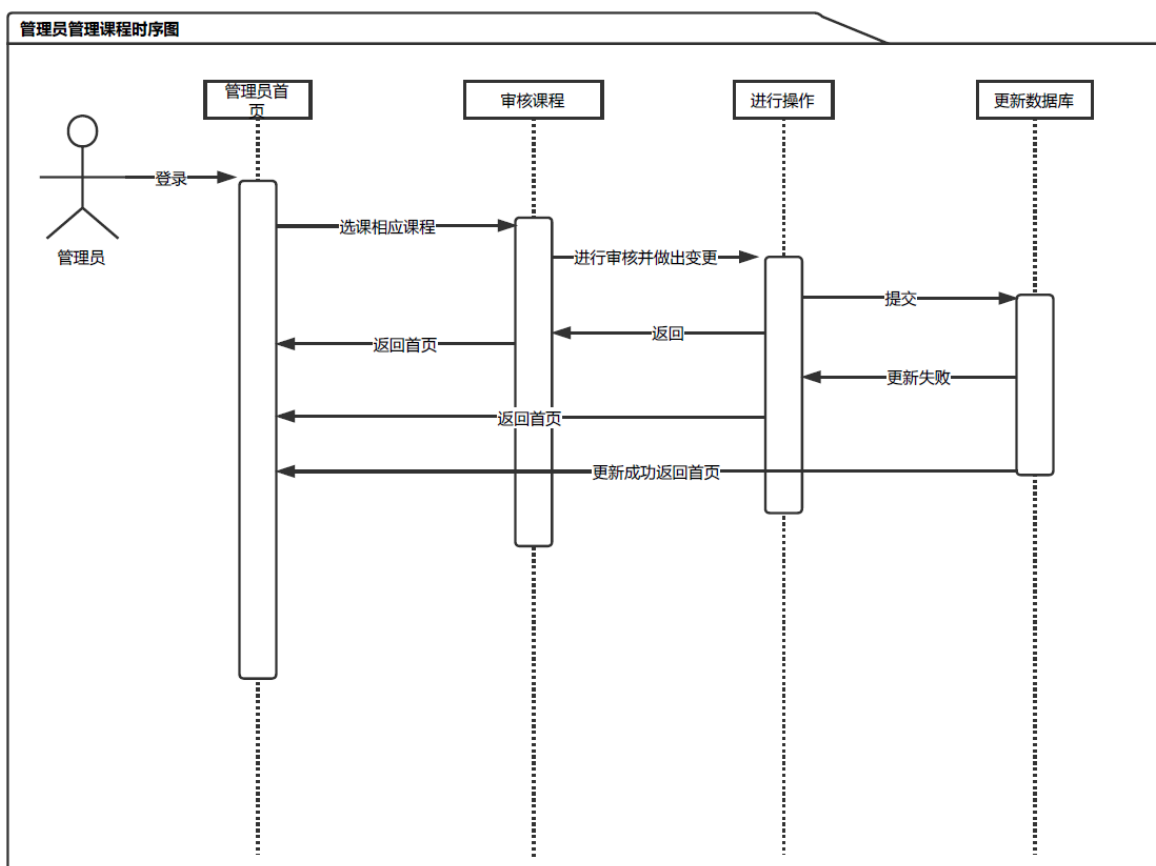 管理员管理课程时序图
管理员首
页
审核课程
进行操作
更新数据库
登录
管理员
选课相应课程
进行审核并做出变更
提交
返回
返回首页
更新失败
返回首页
更新成功返回首页